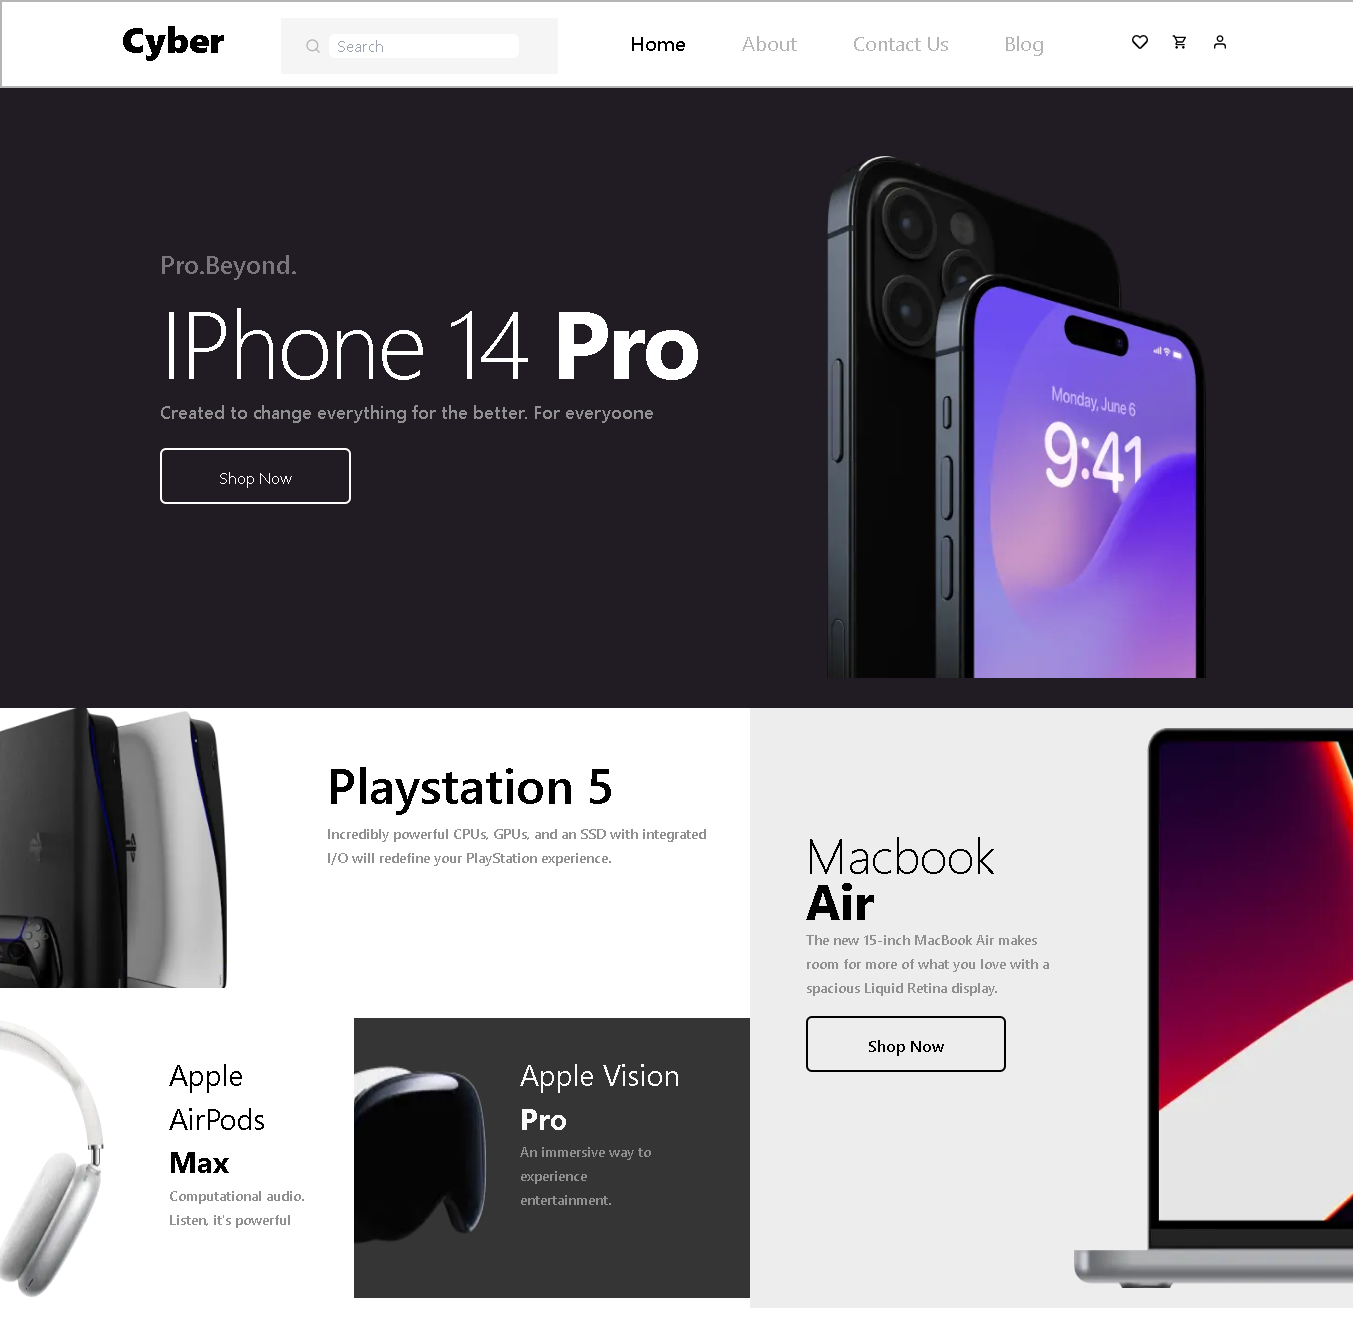 Cyber
Search
Home
About
Contact Us
Blog
Pro.Beyond.
IPhone 14 Pro
Created to change everything for the better. For everyoone
Shop Now
Monday, June 6
9:41
Playstation 5
Incredibly powerful CPUs, GPUs, and an SSD with integrated
I/O will redefine your PlayStation experience.
Macbook
Air
The new 15-inch MacBook Air makes
room for more of what you love with a
spacious Liquid Retina display.
Shop Now
Apple
AirPods
Max
Computational audio.
Listen, it's powerful
Apple Vision
Pro
An immersive way to
experience
entertainment.